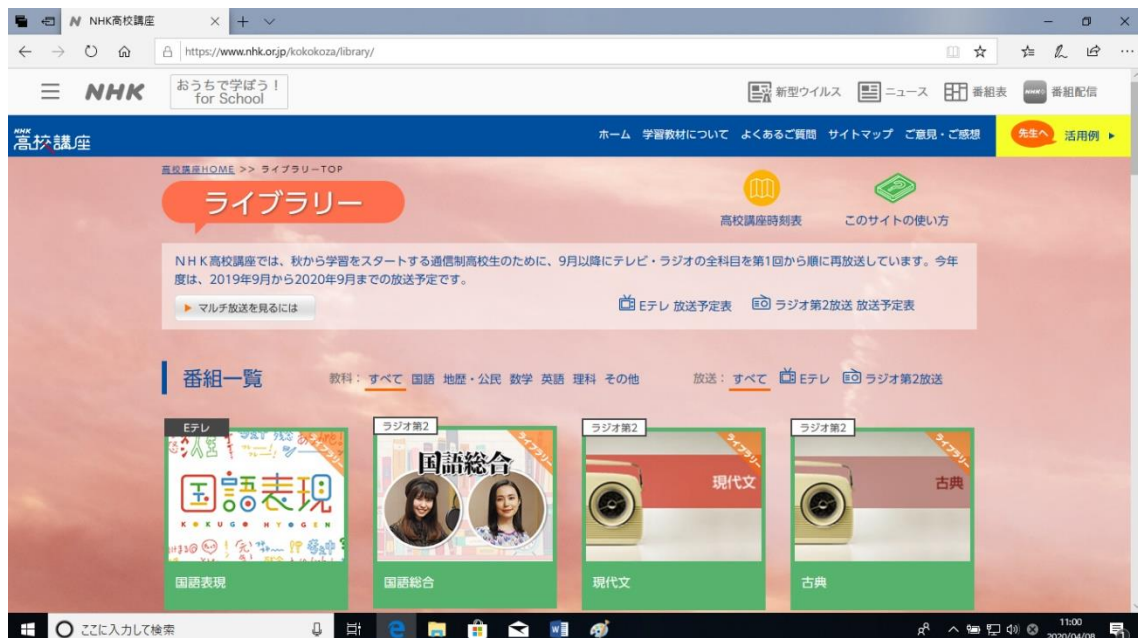 NHK高校講座
https://www.nhk.or.jp/kokokoza/library/
NHK
おうちで学ぼう!
for School
新型ウイルス
ニュース
番組表
番組配信
NHK
高校講座
ホーム 学習教材について よくあるご質問 サイトマップ ご意見・ご感想
先生へ 活用例
高校講座HOME >> ライブラリーTOP
ライブラリー
高校講座時刻表
このサイトの使い方
NHK高校講座では、秋から学習をスタートする通信制高校生のために、9月以降にテレビ・ラジオの全科目を第1回から順に再放送しています。今年
度は、2019年9月から2020年9月までの放送予定です。
マルチ放送を見るには
Eテレ 放送予定表
ラジオ第2放送 放送予定表
番組一覧
教科: すべて 国語 地歴・公民 数学 英語 理科 その他
放送: すべて Eテレ ラジオ第2放送
Eテレ
ライブラリー
国語表現
KOKUGO HYOGEN
国語表現
ラジオ第2
ライブラリー
国語総合
国語総合
ラジオ第2
ライブラリー
現代文
現代文
ラジオ第2
ライブラリー
古典
古典
ここに入力して検索
11:00
2020/04/08